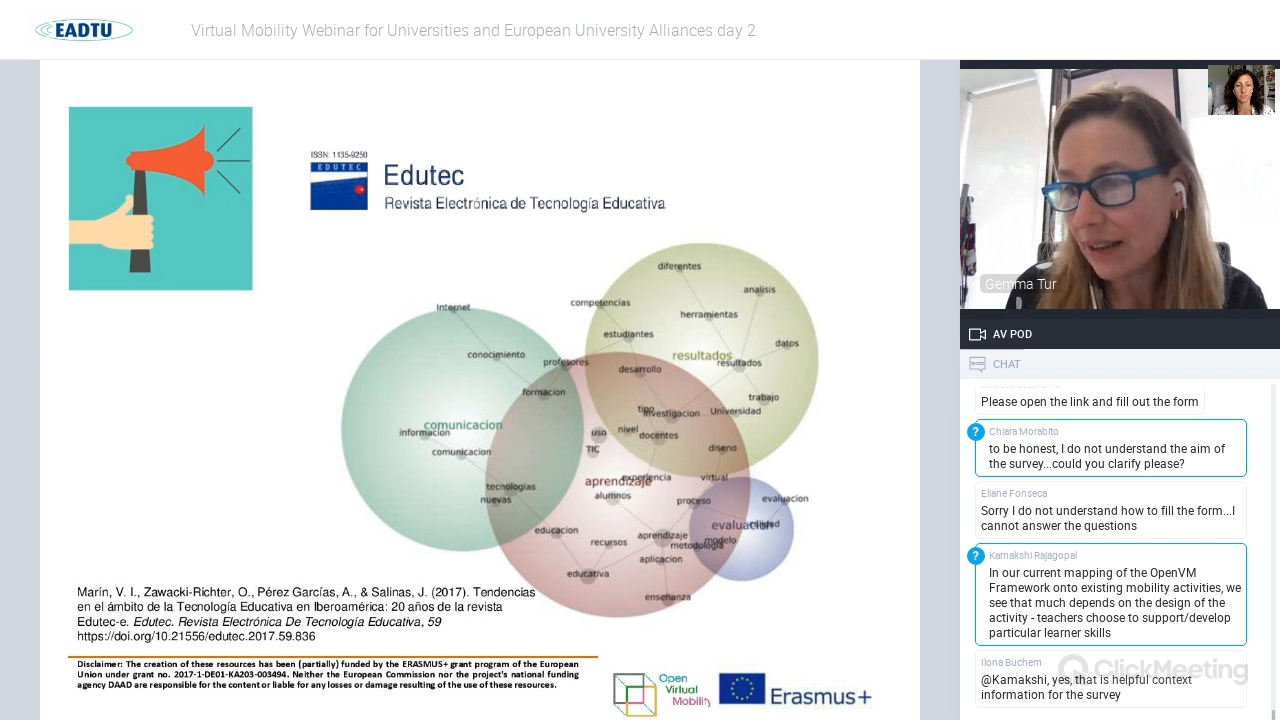 EADTU
Virtual Mobility Webinar for Universities and European University Alliances day 2
ISSN: 1135-9250
EDUTEC
Edutec
Revista Electrónica de Tecnología Educativa
diferentes
analisis
competencias
Internet
herramientas
estudiantes
datos
conocimiento
resultados
profesores
resultados
desarrollo
formacion
trabajo
tipo
investigacion
Universidad
comunicacion
informacion
uso
nivel
docentes
TIC
diseno
comunicacion
experiencia
virtual
aprendizaje
tecnologias
alumnos
nuevas
proceso
evaluacion
evaluacion
calidad
educacion
aprendizaje
modelo
recursos
metodologia
aplicacion
educativa
ensenanza
Marín, V. I., Zawacki-Richter, O., Pérez Garcías, A., & Salinas, J. (2017). Tendencias
en el ámbito de la Tecnología Educativa en Iberoamérica: 20 años de la revista
Edutec-e. Edutec. Revista Electrónica De Tecnología Educativa, 59
https://doi.org/10.21556/edutec.2017.59.836
Disclaimer: The creation of these resources has been (partially) funded by the ERASMUS+ grant program of the European
Union under grant no. 2017-1-DE01-KA203-003494. Neither the European Commission nor the project's national funding
agency DAAD are responsible for the content or liable for any losses or damage resulting of the use of these resources.
Open
Virtual
Mobility
Erasmus+
Gemma Tur
AV POD
CHAT
Please open the link and fill out the form
?
Chiara Morabito
to be honest, I do not understand the aim of
the survey...could you clarify please?
Eliane Fonseca
Sorry I do not understand how to fill the form...I
cannot answer the questions
?
Kamakshi Rajagopal
In our current mapping of the OpenVM
Framework onto existing mobility activities, we
see that much depends on the design of the
activity - teachers choose to support/develop
particular learner skills
Ilona Buchem
@Kamakshi, yes, that is helpful context
information for the survey
ClickMeeting